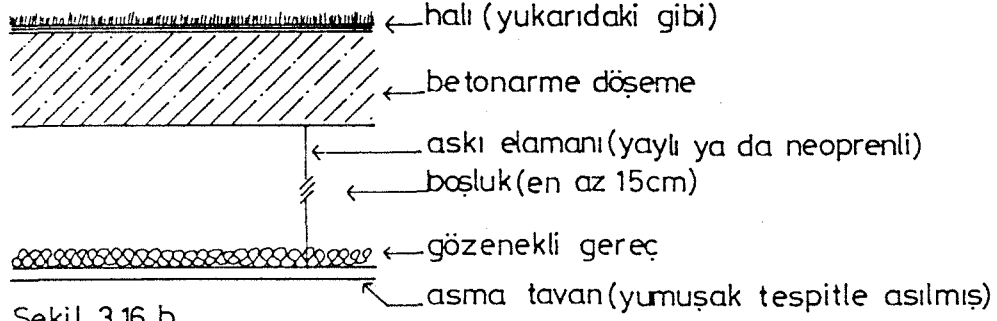 halı (yukarıdaki gibi)
betonarme döşeme
askı elamanı (yaylı ya da neoprenli)
boşluk (en az 15cm)
gözenekli gereç
asma tavan (yumuşak tespitle asılmış)
Şekil 3.16.b